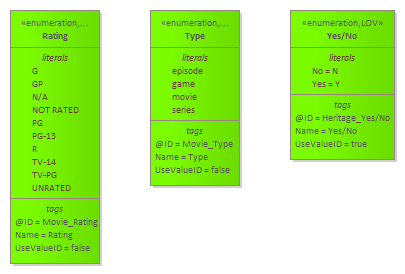 «enumeration,...
Rating
literals
G
GP
N/A
NOT RATED
PG
PG-13
R
TV-14
TV-PG
UNRATED
tags
@ID = Movie_Rating
Name = Rating
UseValueID = false
«enumeration,...
Type
literals
episode
game
movie
series
tags
@ID = Movie_Type
Name = Type
UseValueID = false
«enumeration,LOV»
Yes/No
literals
No = N
Yes = Y
tags
@ID = Heritage_Yes/No
Name = Yes/No
UseValueID = true